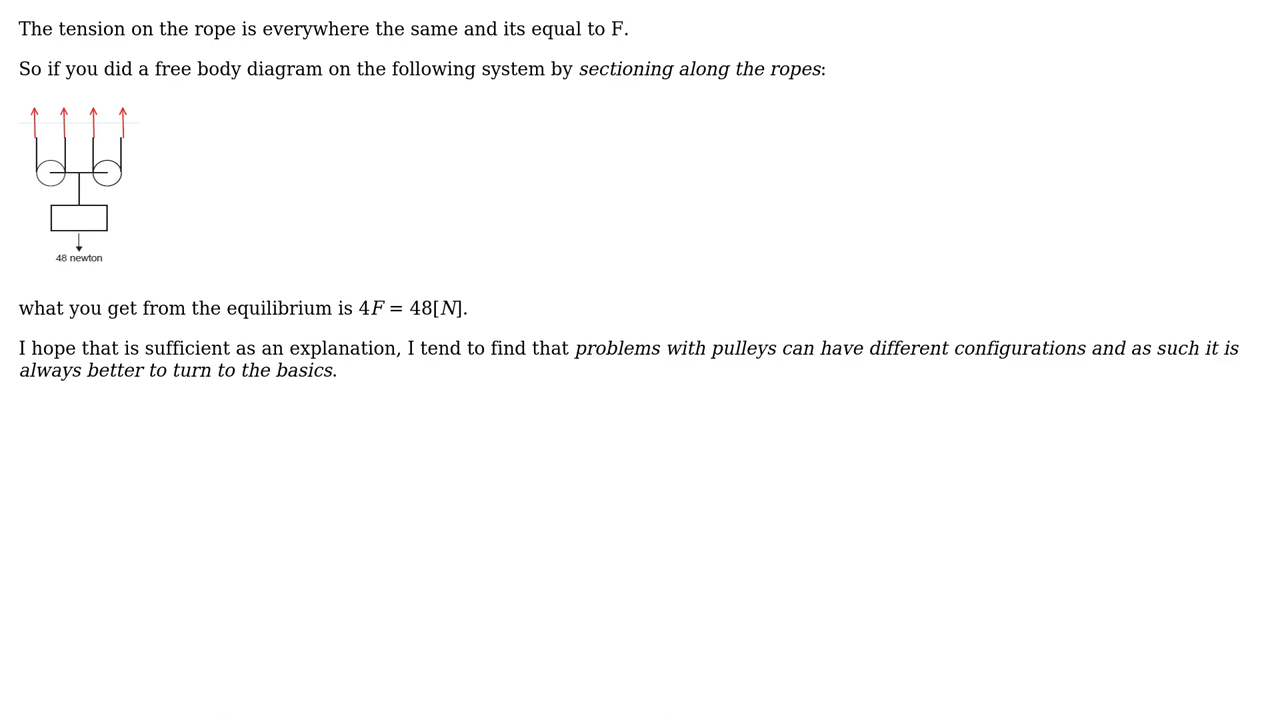 The tension on the rope is everywhere the same and its equal to F.
So if you did a free body diagram on the following system by sectioning along the ropes:
48 newton
what you get from the equilibrium is 4F = 48[N].
I hope that is sufficient as an explanation, I tend to find that problems with pulleys can have different configurations and as such it is
always better to turn to the basics.